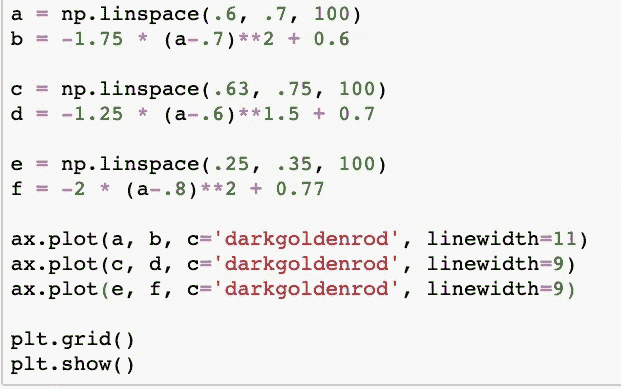 a = np.linspace(.6, .7, 100)
b = -1.75 * (a-.7)**2 + 0.6
c = np.linspace(.63, .75, 100)
d = -1.25 * (a-.6)**1.5 + 0.7
e = np.linspace(.25, .35, 100)
f = -2 * (a-.8)**2 + 0.77
ax.plot(a, b, c='darkgoldenrod', linewidth=11)
ax.plot(c, d, c='darkgoldenrod', linewidth=9)
ax.plot(e, f, c='darkgoldenrod', linewidth=9)
plt.grid()
plt.show()